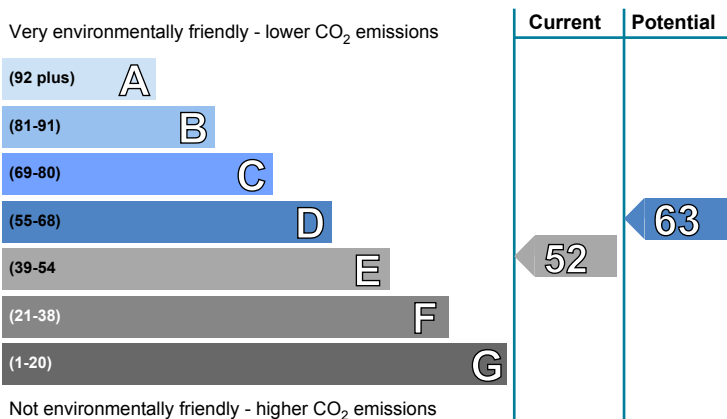 Very environmentally friendly - lower CO2 emissions
Current
Potential
(92 plus) A
(81-91) B
(69-80) C
(55-68) D
63
(39-54 E
52
(21-38) F
(1-20) G
Not environmentally friendly - higher CO2 emissions